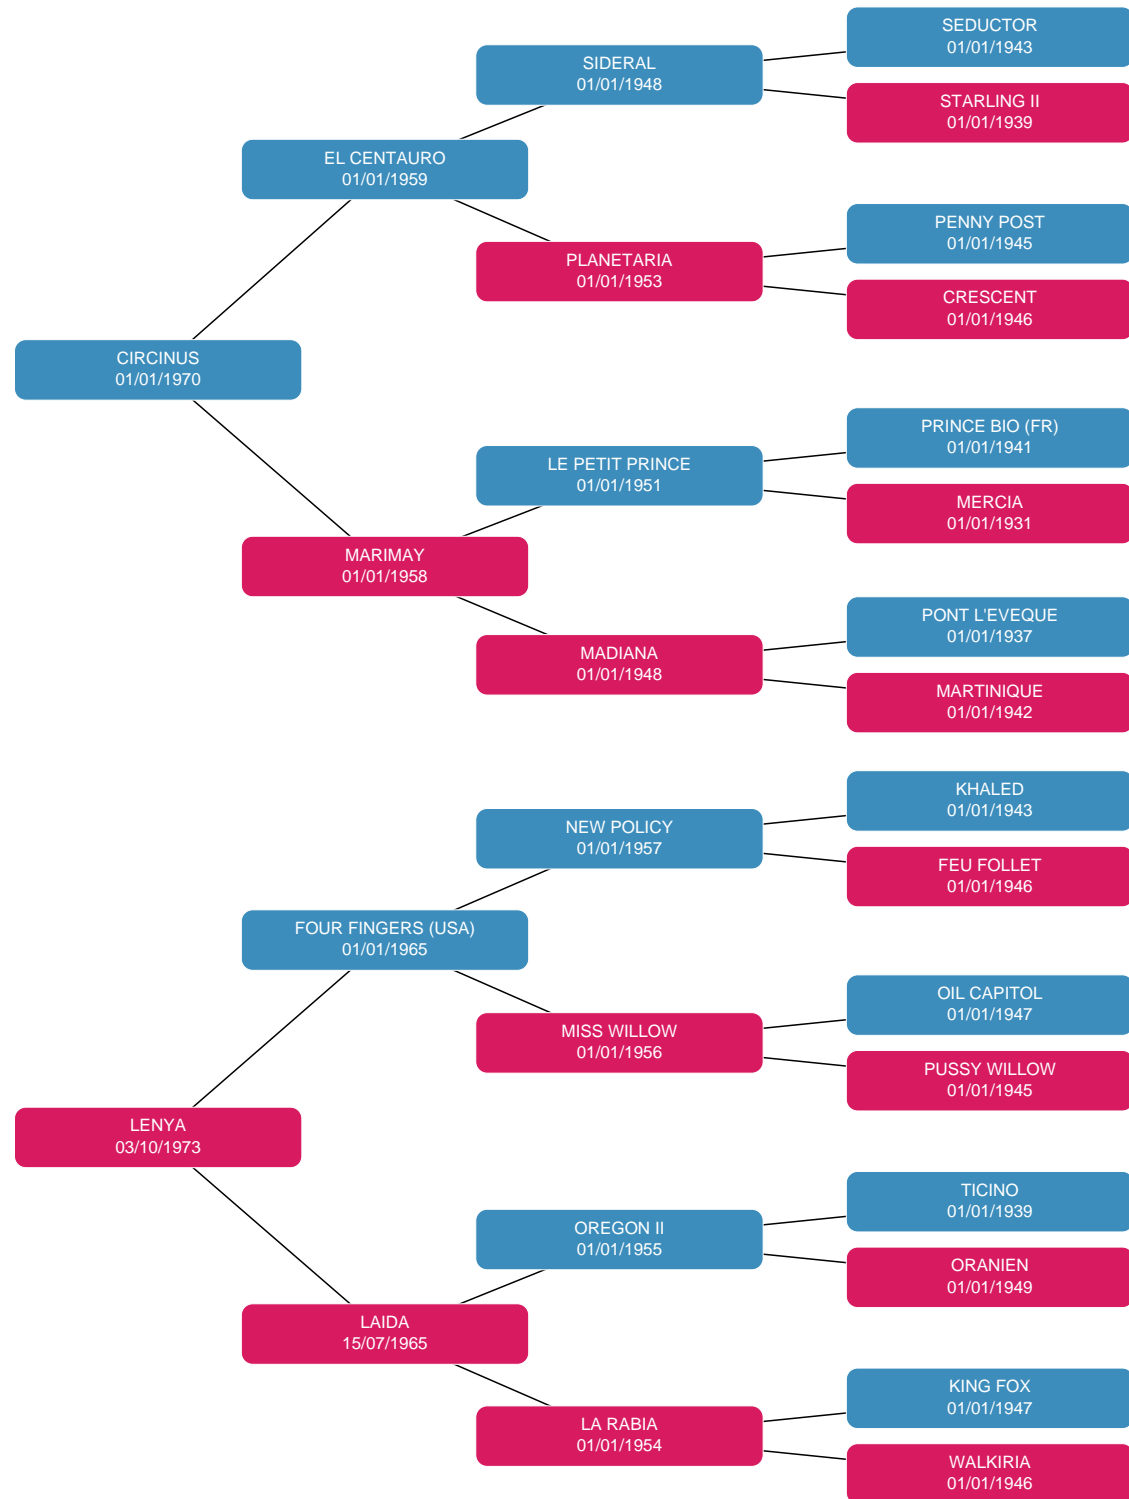 SEDUCTOR
01/01/1943
SIDERAL
01/01/1948
STARLING II
01/01/1939
EL CENTAURO
01/01/1959
PENNY POST
01/01/1945
PLANETARIA
01/01/1953
CRESCENT
01/01/1946
CIRCINUS
01/01/1970
PRINCE BIO (FR)
01/01/1941
LE PETIT PRINCE
01/01/1951
MERCIA
01/01/1931
MARIMAY
01/01/1958
PONT L'EVEQUE
01/01/1937
MADIANA
01/01/1948
MARTINIQUE
01/01/1942
KHALED
01/01/1943
NEW POLICY
01/01/1957
FEU FOLLET
01/01/1946
FOUR FINGERS (USA)
01/01/1965
OIL CAPITOL
01/01/1947
MISS WILLOW
01/01/1956
PUSSY WILLOW
01/01/1945
LENYA
03/10/1973
TICINO
01/01/1939
OREGON II
01/01/1955
ORANIEN
01/01/1949
LAIDA
15/07/1965
KING FOX
01/01/1947
LA RABIA
01/01/1954
WALKIRIA
01/01/1946